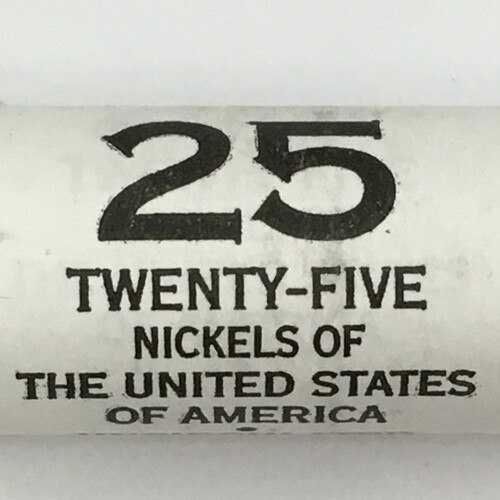 25
TWENTY-FIVE
NICKELS OF
THE UNITED STATES
OF AMERICA